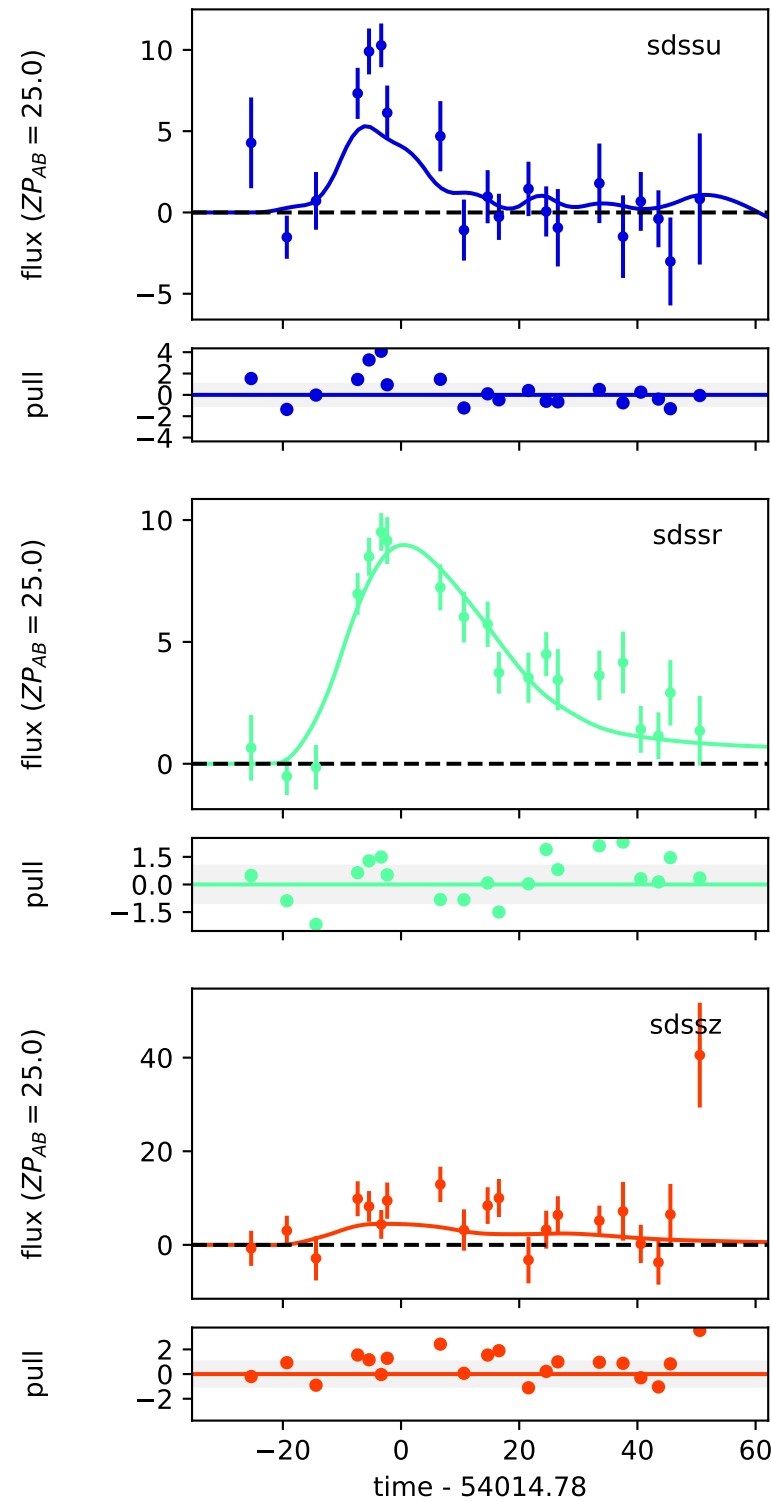 sdssu
flux (ZP_AB = 25.0)
10
5
0
−5
pull
4
2
0
−2
−4
sdssr
flux (ZP_AB = 25.0)
10
5
0
pull
1.5
0.0
−1.5
sdssz
flux (ZP_AB = 25.0)
40
20
0
pull
2
0
−2
−20 0 20 40 60
time - 54014.78